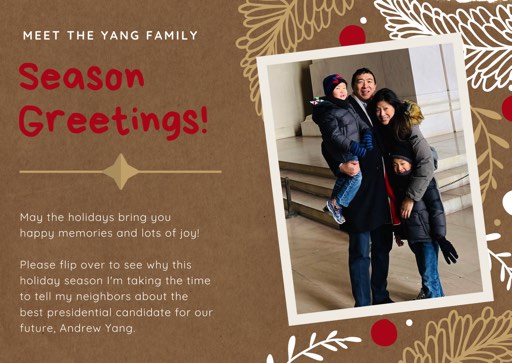 MEET THE YANG FAMILY
Season
Greetings!
May the holidays bring you
happy memories and lots of joy!
Please flip over to see why this
holiday season I'm taking the time
to tell my neighbors about the
best presidential candidate for our
future, Andrew Yang.